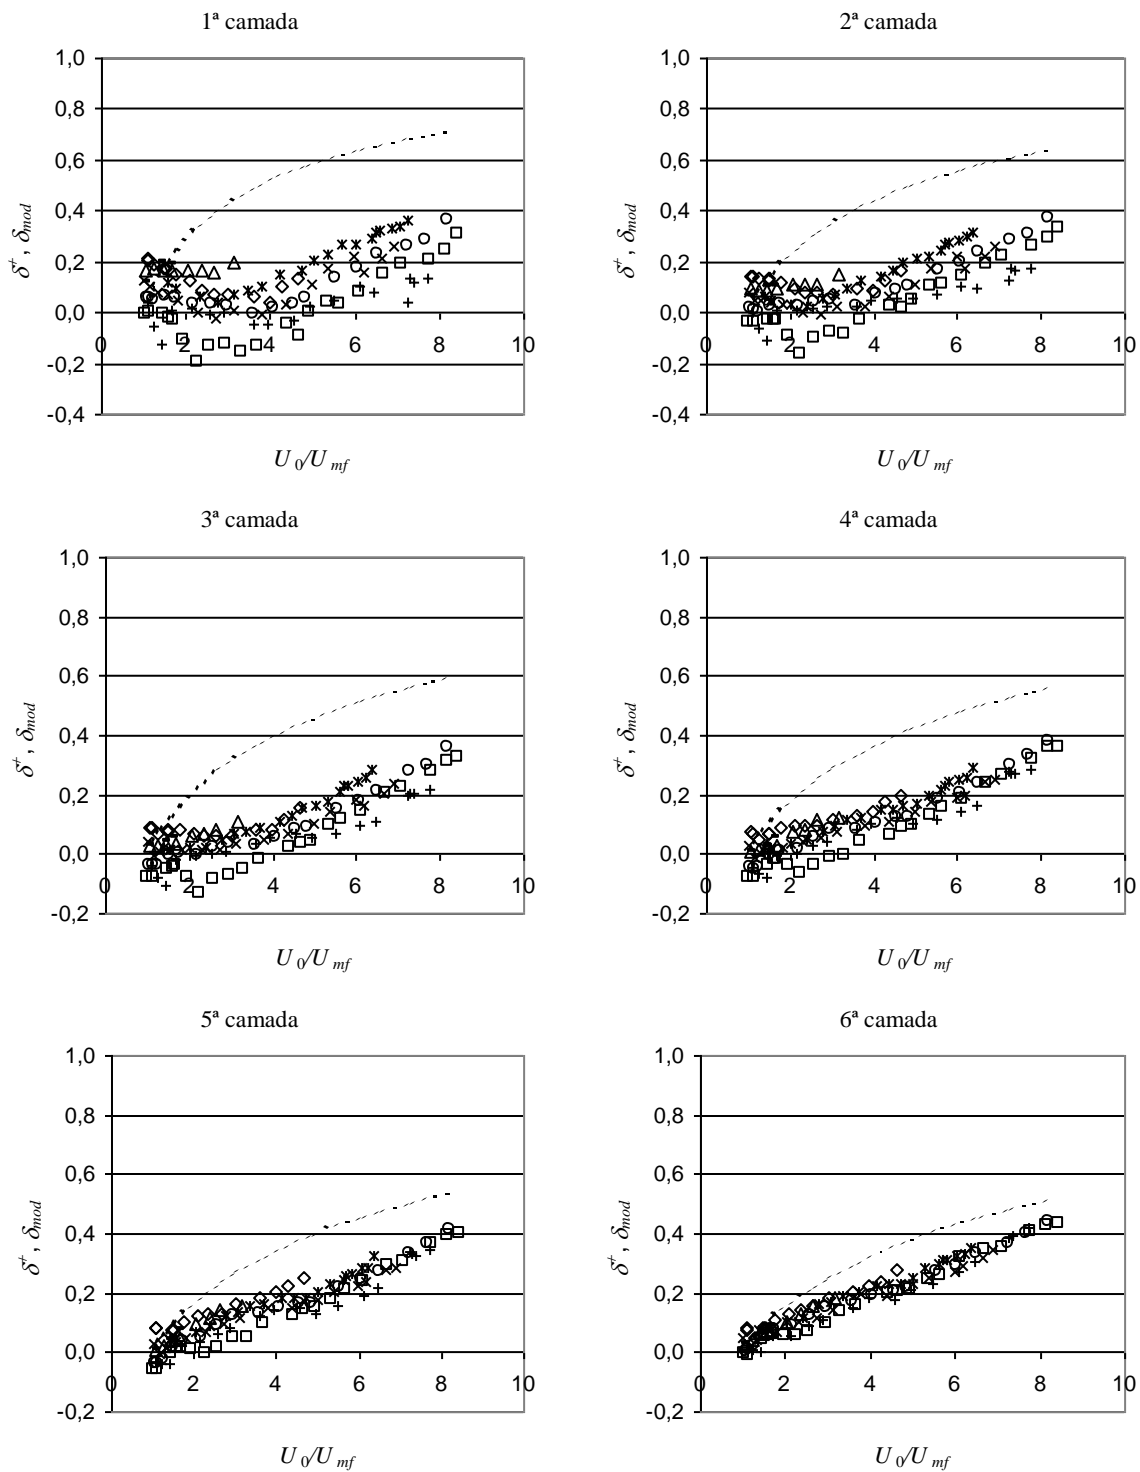 1ª camada
1,0
0,8
0,6
0,4
0,2
0,0
-0,2
-0,4
0 2 4 6 8 10
δ⁺, δmod
U0/Umf
2ª camada
1,0
0,8
0,6
0,4
0,2
0,0
-0,2
-0,4
0 2 4 6 8 10
δ⁺, δmod
U0/Umf
3ª camada
1,0
0,8
0,6
0,4
0,2
0,0
-0,2
0 2 4 6 8 10
δ⁺, δmod
U0/Umf
4ª camada
1,0
0,8
0,6
0,4
0,2
0,0
-0,2
0 2 4 6 8 10
δ⁺, δmod
U0/Umf
5ª camada
1,0
0,8
0,6
0,4
0,2
0,0
-0,2
0 2 4 6 8 10
δ⁺, δmod
U0/Umf
6ª camada
1,0
0,8
0,6
0,4
0,2
0,0
-0,2
0 2 4 6 8 10
δ⁺, δmod
U0/Umf